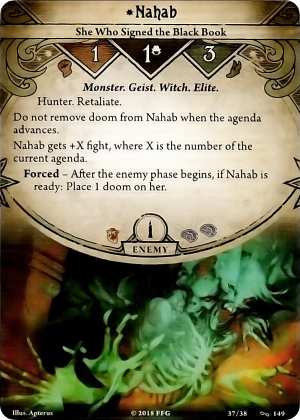 Nahab
She Who Signed the Black Book
1 1 3
Monster. Geist. Witch. Elite.
Hunter. Retaliate.
Do not remove doom from Nahab when the agenda
advances.
Nahab gets +X fight, where X is the number of
the current agenda.
Forced – After the enemy phase begins, if Nahab is
ready: Place 1 doom on her.
ENEMY
Illus. Apterus © 2018 FFG 37/38 149